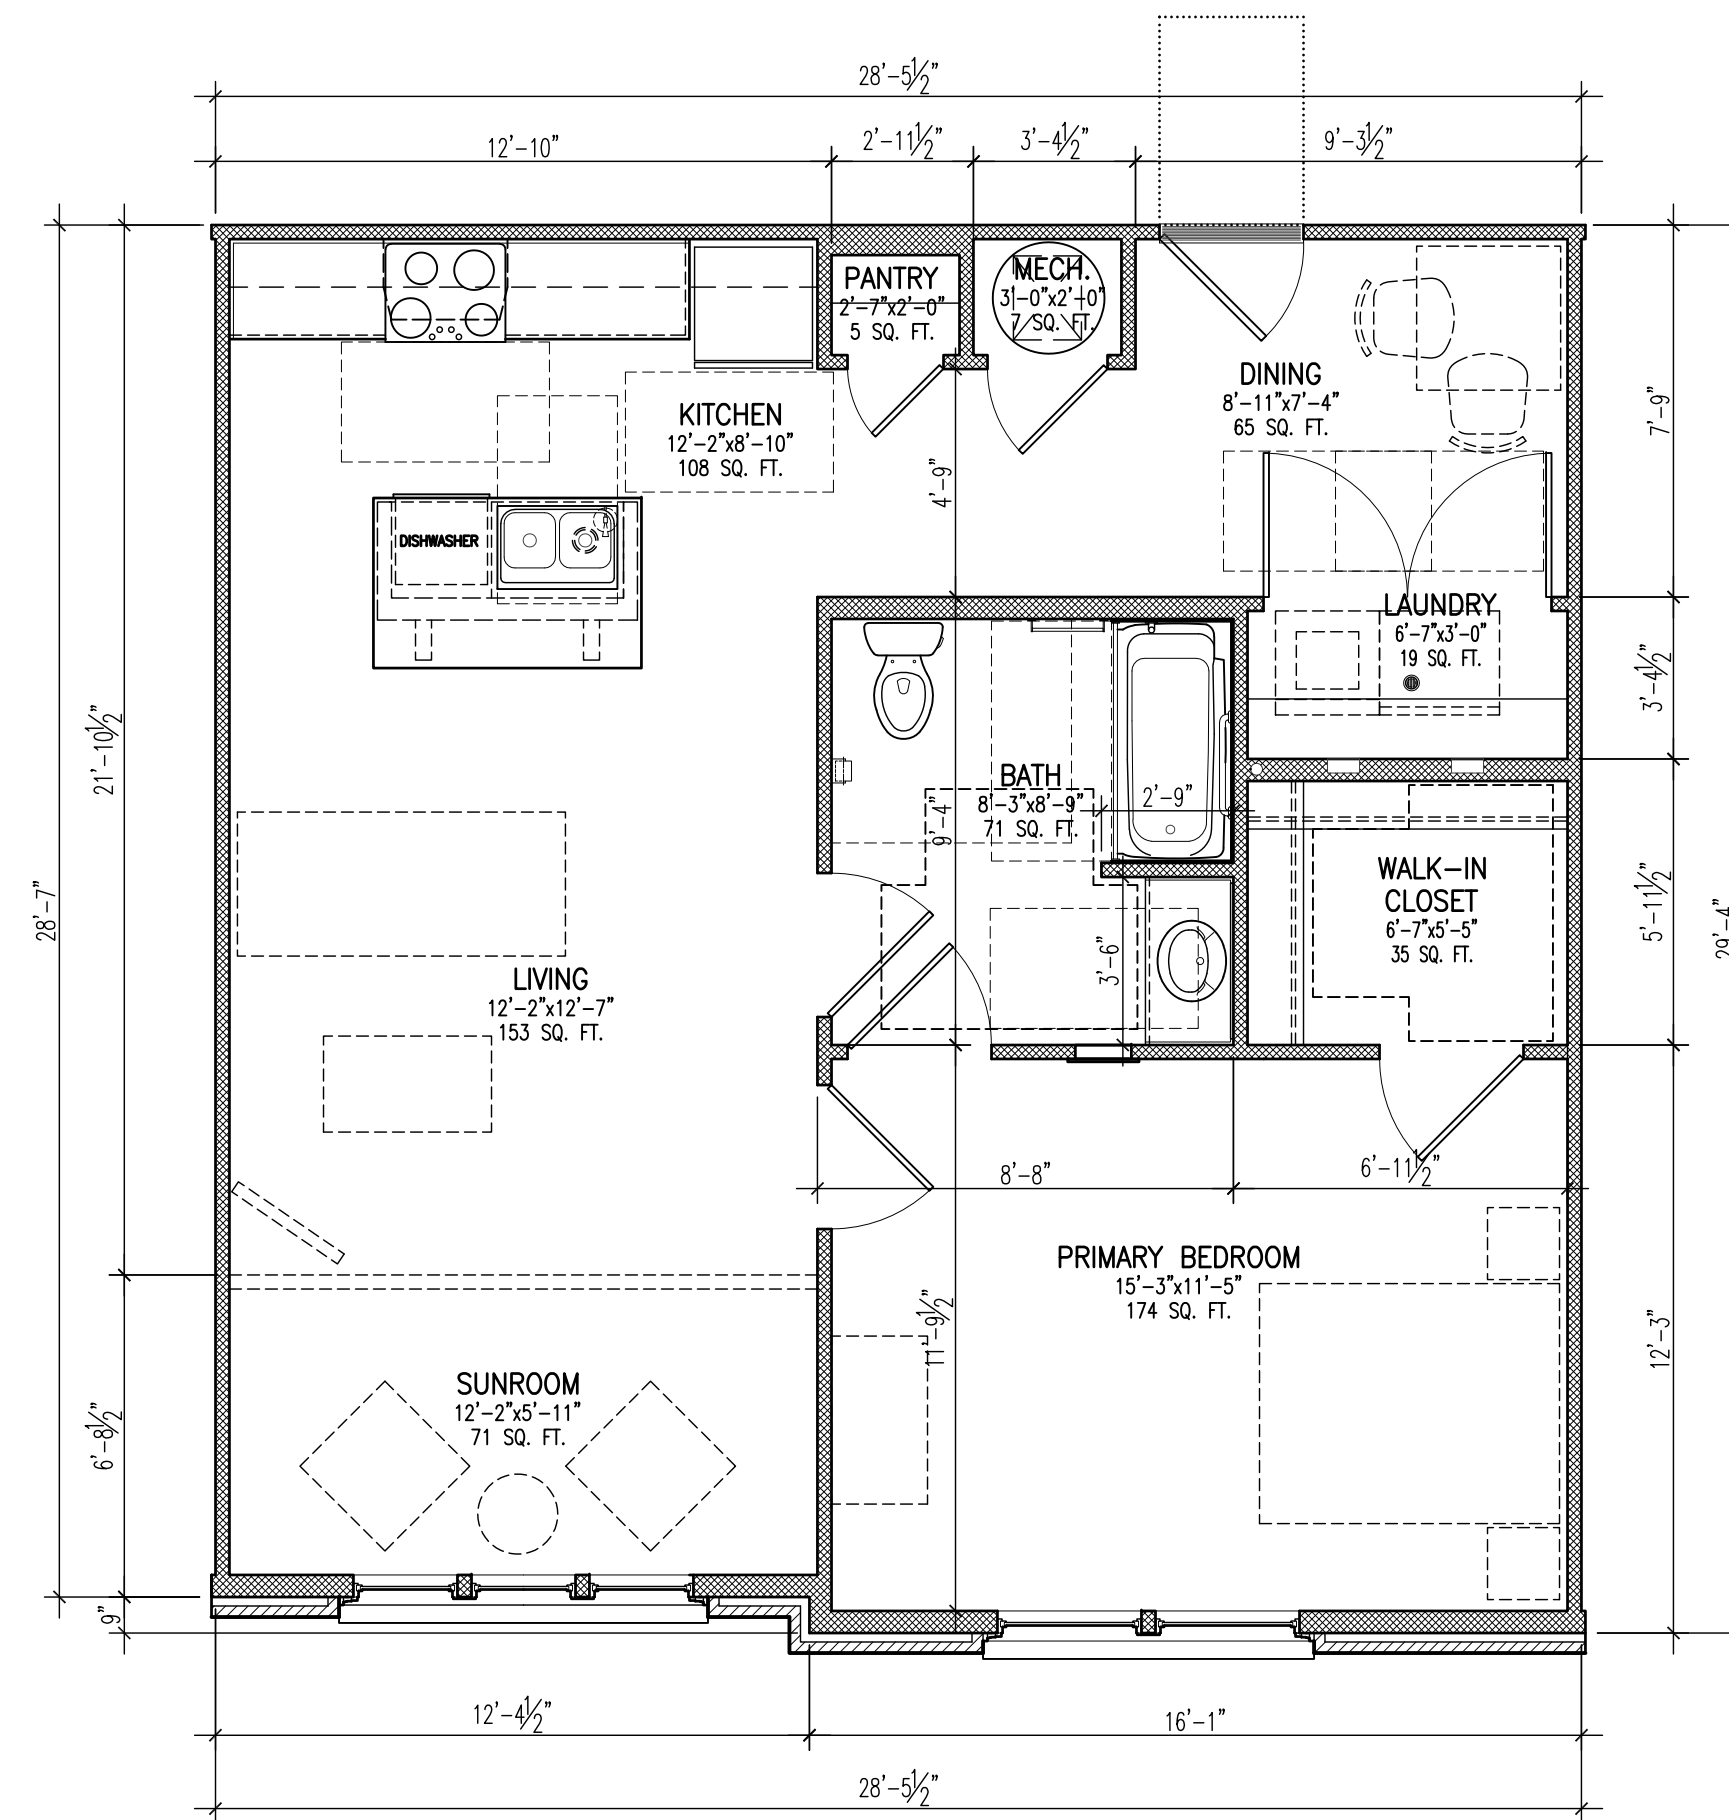 28'-5½"
12'-10"
2'-11½"
3'-4½"
9'-3½"
PANTRY
2'-7"x2'-0"
5 SQ. FT.
MECH.
3'-0"x2'-0"
7 SQ. FT.
DINING
8'-11"x7'-4"
65 SQ. FT.
7'-9"
KITCHEN
12'-2"x8'-10"
108 SQ. FT.
4'-9"
DISHWASHER
LAUNDRY
6'-7"x3'-0"
19 SQ. FT.
3'-4½"
21'-10½"
BATH
8'-3"x8'-9"
71 SQ. FT.
2'-9"
9'-4"
WALK-IN
CLOSET
6'-7"x5'-5"
35 SQ. FT.
5'-11½"
28'-7"
29'-4"
3'-6"
LIVING
12'-2"x12'-7"
153 SQ. FT.
8'-8"
6'-11½"
PRIMARY BEDROOM
15'-3"x11'-5"
174 SQ. FT.
11'-9½"
12'-3"
SUNROOM
12'-2"x5'-11"
71 SQ. FT.
6'-8½"
9"
12'-4½"
16'-1"
28'-5½"